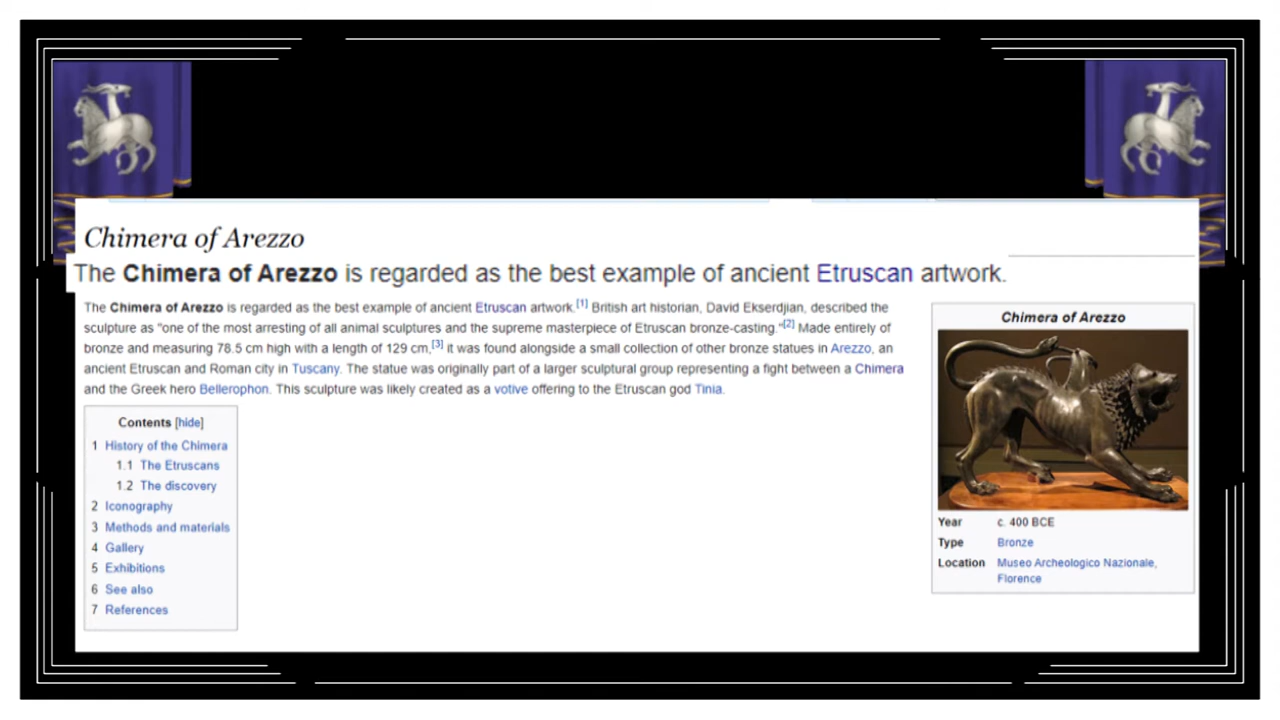 Chimera of Arezzo
The Chimera of Arezzo is regarded as the best example of ancient Etruscan artwork.
The Chimera of Arezzo is regarded as the best example of ancient Etruscan artwork.[1] British art historian, David Ekserdjian, described the
sculpture as "one of the most arresting of all animal sculptures and the supreme masterpiece of Etruscan bronze-casting."[2] Made entirely of
bronze and measuring 78.5 cm high with a length of 129 cm,[3] it was found alongside a small collection of other bronze statues in Arezzo, an
ancient Etruscan and Roman city in Tuscany. The statue was originally part of a larger sculptural group representing a fight between a Chimera
and the Greek hero Bellerophon. This sculpture was likely created as a votive offering to the Etruscan god Tinia.
Contents [hide]
1 History of the Chimera
1.1 The Etruscans
1.2 The discovery
2 Iconography
3 Methods and materials
4 Gallery
5 Exhibitions
6 See also
7 References
Chimera of Arezzo
Year c. 400 BCE
Type Bronze
Location Museo Archeologico Nazionale,
Florence